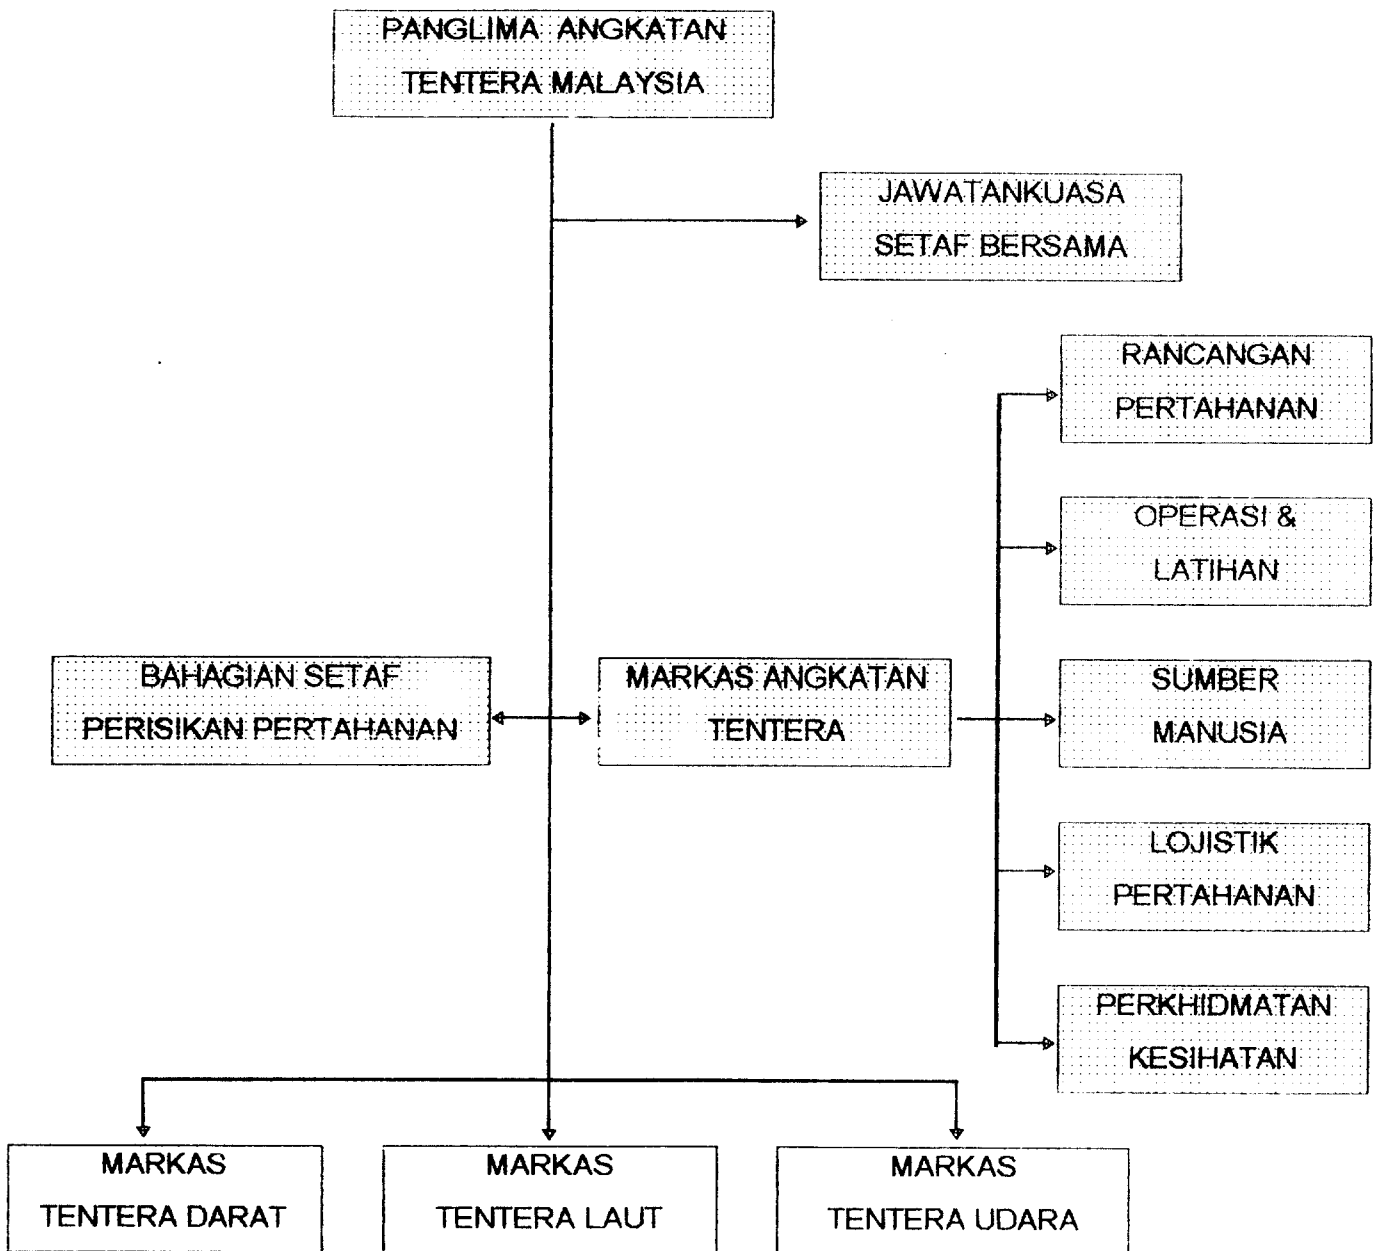 PANGLIMA ANGKATAN
TENTERA MALAYSIA
JAWATANKUASA
SETAF BERSAMA
RANCANGAN
PERTAHANAN
OPERASI &
LATIHAN
BAHAGIAN SETAF
PERISIKAN PERTAHANAN
MARKAS ANGKATAN
TENTERA
SUMBER
MANUSIA
LOJISTIK
PERTAHANAN
PERKHIDMATAN
KESIHATAN
MARKAS
TENTERA DARAT
MARKAS
TENTERA LAUT
MARKAS
TENTERA UDARA